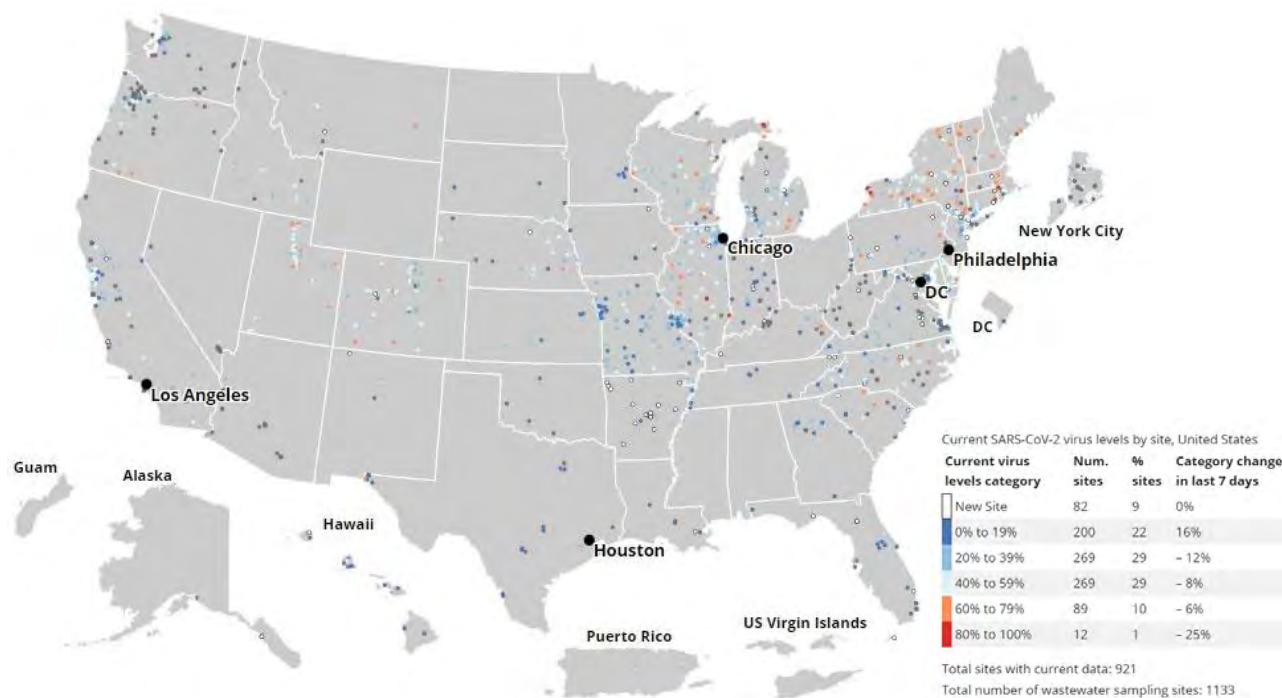 Chicago
New York City
Philadelphia
DC
DC
Los Angeles
Guam
Alaska
Hawaii
Houston
Puerto Rico
US Virgin Islands
Current SARS-CoV-2 virus levels by site, United States
Current virus levels category Num. sites % sites Category change in last 7 days
New Site 82 9 0%
0% to 19% 200 22 16%
20% to 39% 269 29 – 12%
40% to 59% 269 29 – 8%
60% to 79% 89 10 – 6%
80% to 100% 12 1 – 25%
Total sites with current data: 921
Total number of wastewater sampling sites: 1133